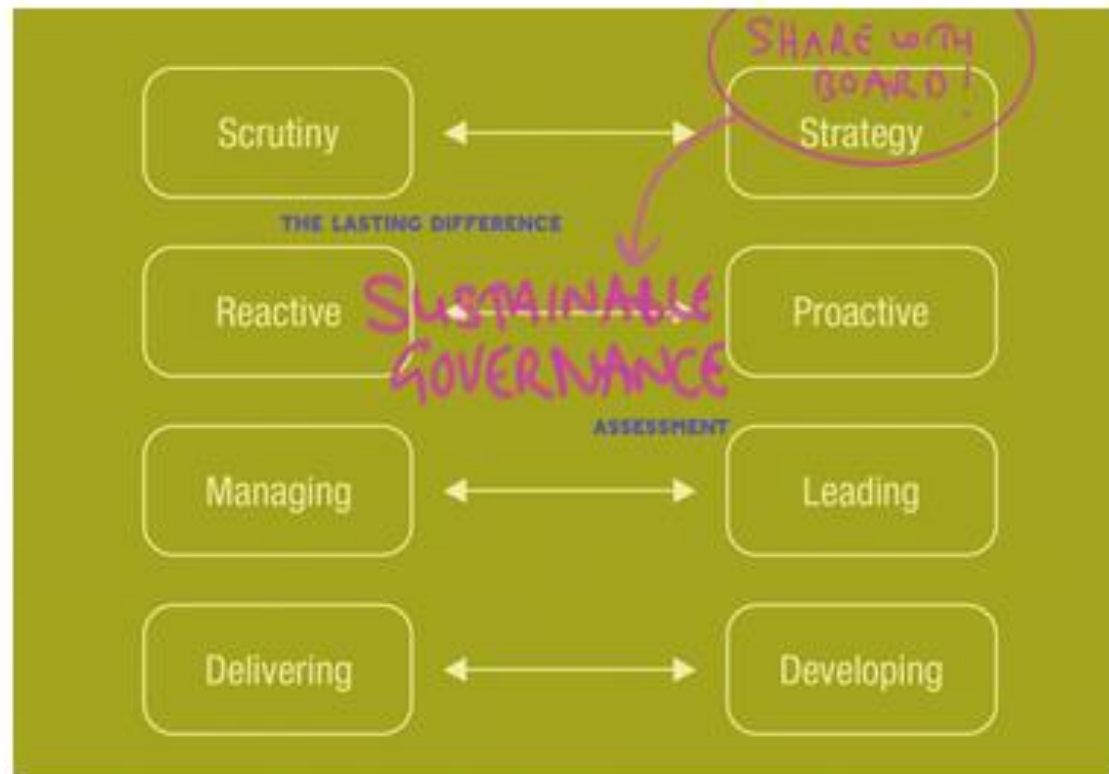 SHARE WITH
BOARD!
Scrutiny
Strategy
THE LASTING DIFFERENCE
Reactive
SUSTAINABLE
Proactive
GOVERNANCE
ASSESSMENT
Managing
Leading
Delivering
Developing